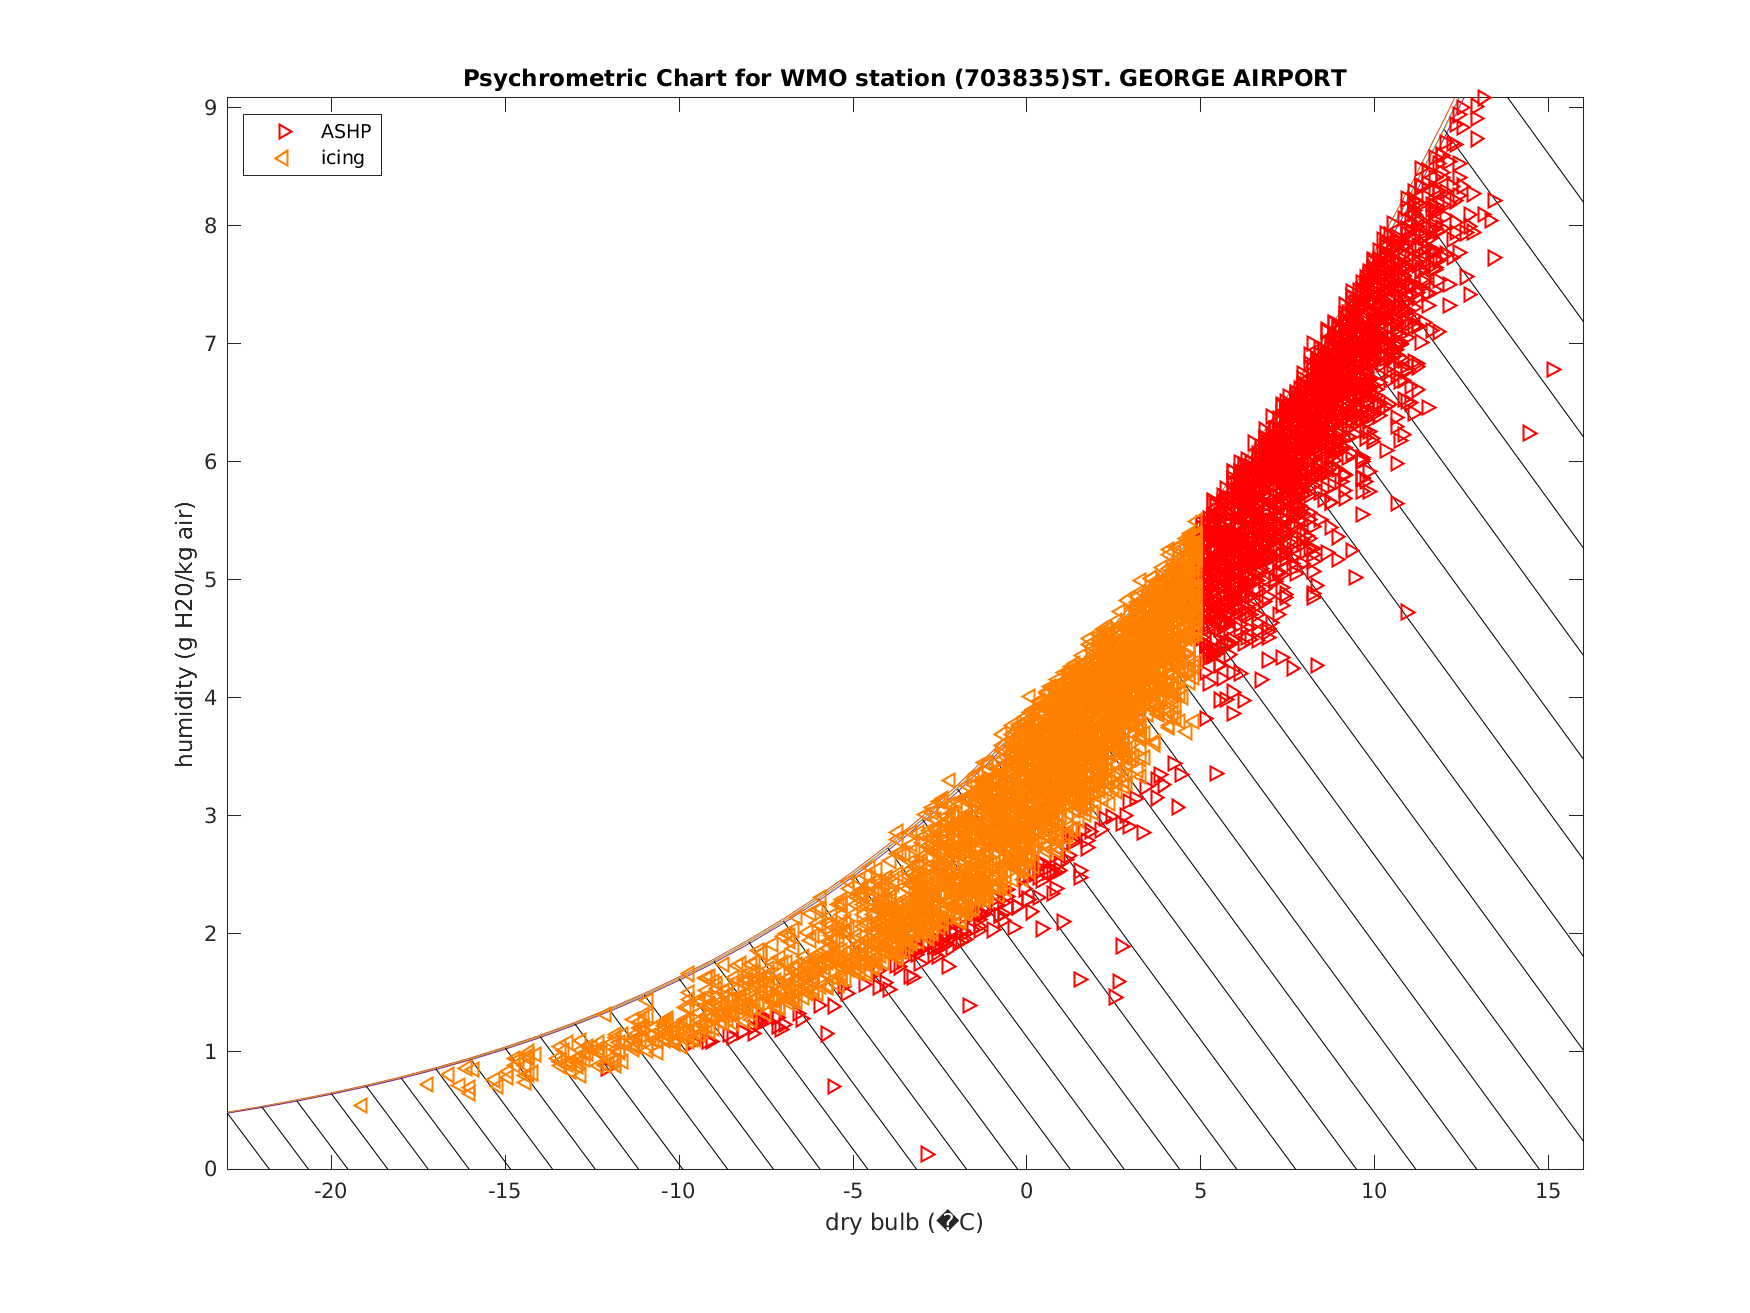 Psychrometric Chart for WMO station (703835)ST. GEORGE AIRPORT
ASHP
icing
humidity (g H20/kg air)
9
8
7
6
5
4
3
2
1
0
-20 -15 -10 -5 0 5 10 15
dry bulb (�C)